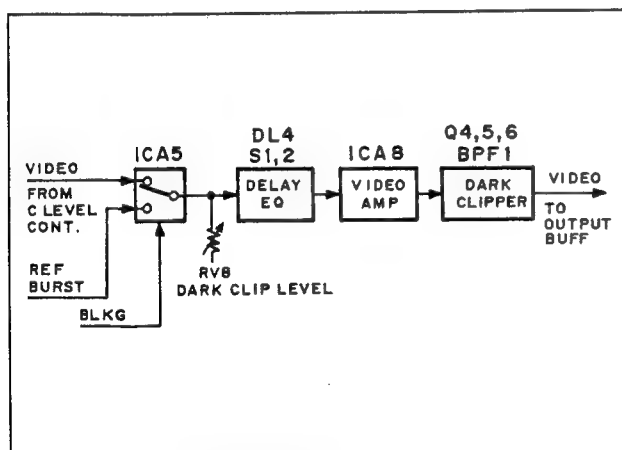 ICA5
DL4
S1,2
ICA8
Q4,5,6
BPF1
VIDEO
FROM
C LEVEL
CONT.
REF
BURST
BLKG
RV8
DARK CLIP LEVEL
DELAY
EQ
VIDEO
AMP
DARK
CLIPPER
VIDEO
TO
OUTPUT
BUFF